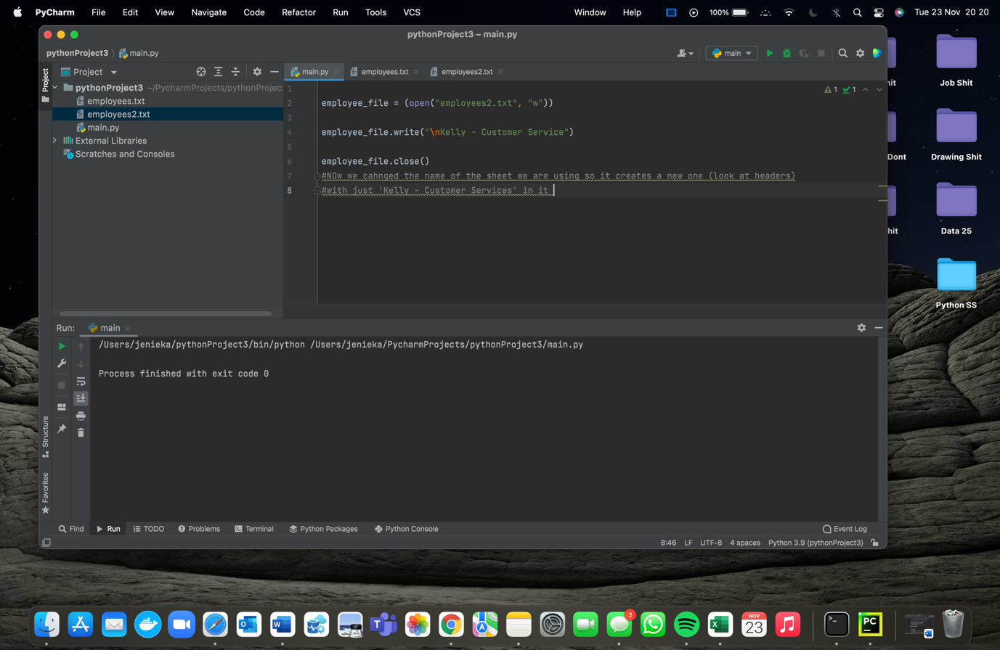 PyCharm File Edit View Navigate Code Refactor Run Tools VCS Window Help 100% Tue 23 Nov 20 20
pythonProject3 – main.py
pythonProject3 main.py main
Project main.py employees.txt employees2.txt
Project
pythonProject3 ~/PycharmProjects/pythonProject
employees.txt
employees2.txt
main.py
External Libraries
Scratches and Consoles
1 1
1
2 employee_file = (open("employees2.txt", "w"))
3
4 employee_file.write("\nKelly - Customer Service")
5
6 employee_file.close()
7 #NOw we cahnged the name of the sheet we are using so it creates a new one (look at headers)
8 #with just 'Kelly - Customer Services' in it
Run: main
/Users/jenieka/pythonProject3/bin/python /Users/jenieka/PycharmProjects/pythonProject3/main.py
Process finished with exit code 0
Structure
Favorites
Find Run TODO Problems Terminal Python Packages Python Console Event Log
8:46 LF UTF-8 4 spaces Python 3.9 (pythonProject3)
hit Job Shit
Dont Drawing Shit
hit Data 25
Python SS
3
NOV
23
PC